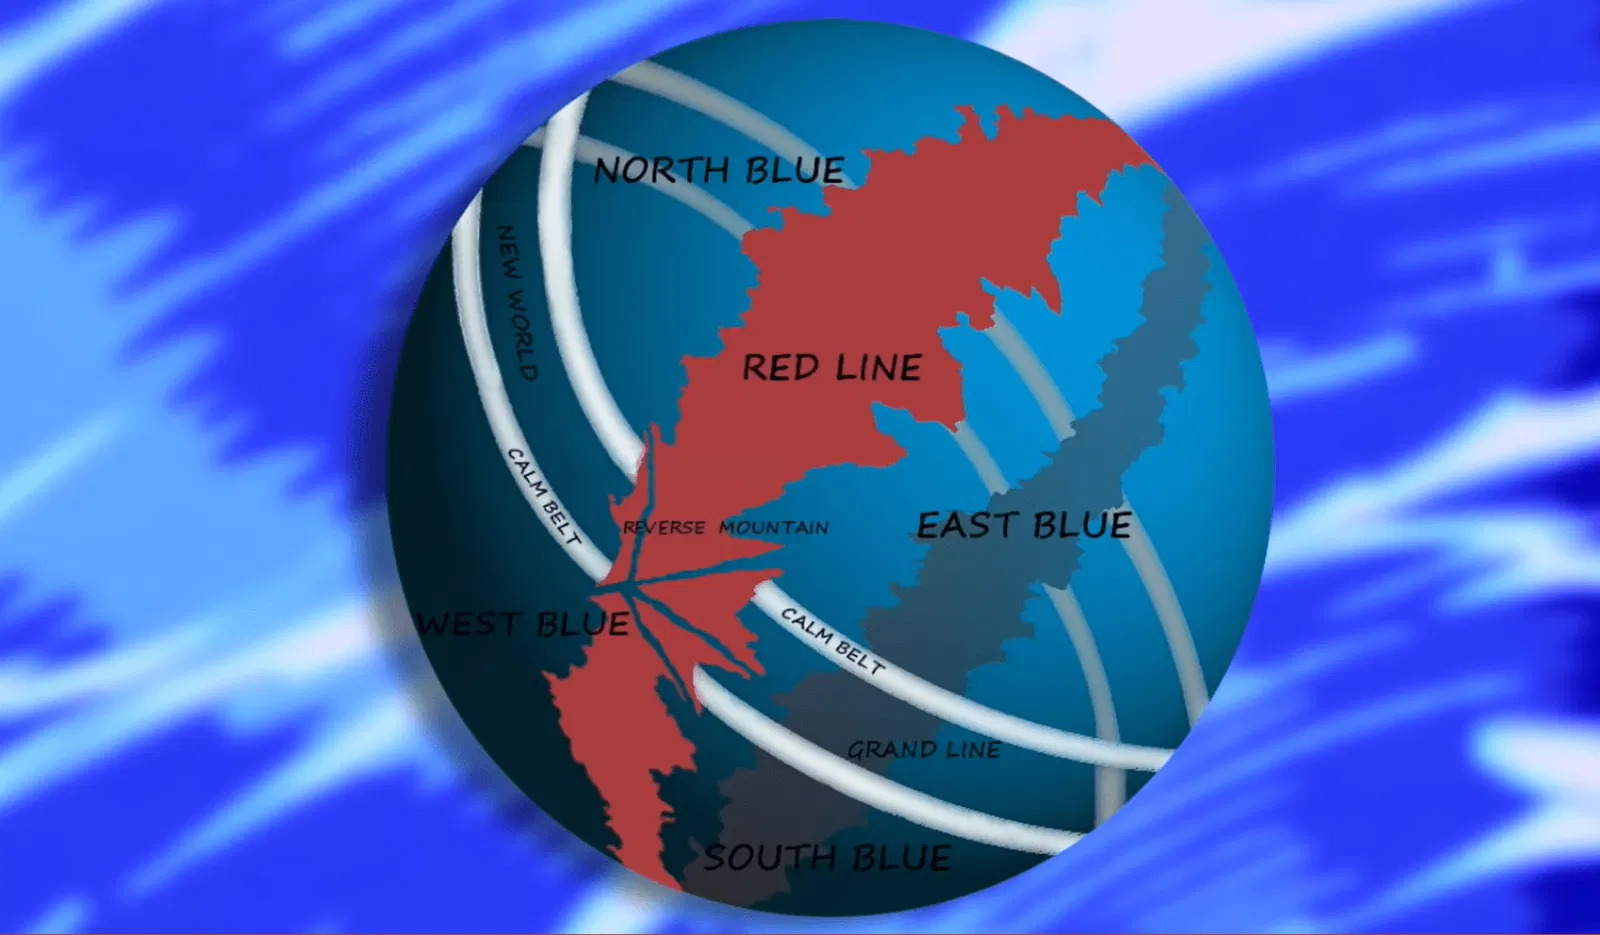 NORTH BLUE
NEW WORLD
RED LINE
CALM BELT
REVERSE MOUNTAIN
EAST BLUE
WEST BLUE
CALM BELT
GRAND LINE
SOUTH BLUE